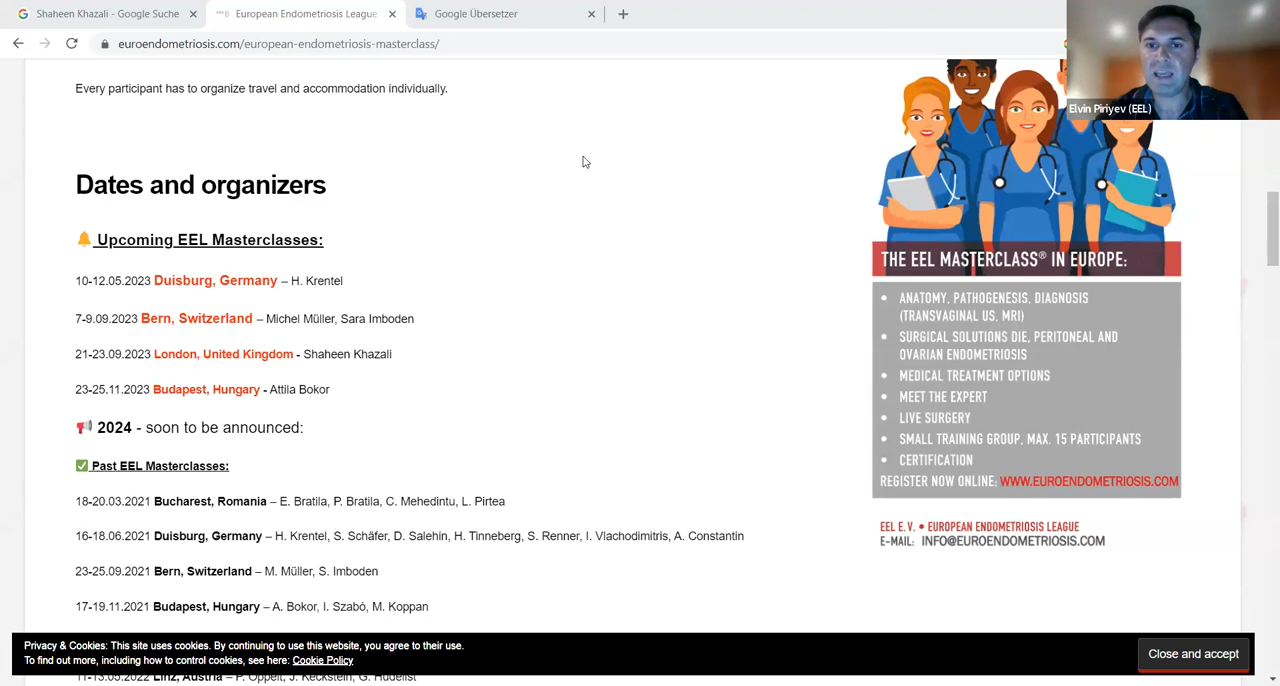 Shaheen Khazali - Google Suche
European Endometriosis League
Google Übersetzer
euroendometriosis.com/european-endometriosis-masterclass/
Elvin Piriyev (EEL)
Every participant has to organize travel and accommodation individually.
Dates and organizers
🔔 Upcoming EEL Masterclasses:
10-12.05.2023 Duisburg, Germany – H. Krentel
7-9.09.2023 Bern, Switzerland – Michel Müller, Sara Imboden
21-23.09.2023 London, United Kingdom - Shaheen Khazali
23-25.11.2023 Budapest, Hungary - Attila Bokor
📢 2024 - soon to be announced:
✅ Past EEL Masterclasses:
18-20.03.2021 Bucharest, Romania – E. Bratila, P. Bratila, C. Mehedintu, L. Pirtea
16-18.06.2021 Duisburg, Germany – H. Krentel, S. Schäfer, D. Salehin, H. Tinneberg, S. Renner, I. Vlachodimitris, A. Constantin
23-25.09.2021 Bern, Switzerland – M. Müller, S. Imboden
17-19.11.2021 Budapest, Hungary – A. Bokor, I. Szabó, M. Koppan
11-13.05.2022 Linz, Austria – P. Oppelt, J. Keckstein, G. Hudelist
THE EEL MASTERCLASS® IN EUROPE:
• ANATOMY, PATHOGENESIS, DIAGNOSIS
(TRANSVAGINAL US, MRI)
• SURGICAL SOLUTIONS DIE, PERITONEAL AND
OVARIAN ENDOMETRIOSIS
• MEDICAL TREATMENT OPTIONS
• MEET THE EXPERT
• LIVE SURGERY
• SMALL TRAINING GROUP, MAX. 15 PARTICIPANTS
• CERTIFICATION
REGISTER NOW ONLINE: WWW.EUROENDOMETRIOSIS.COM
EEL E.V. • EUROPEAN ENDOMETRIOSIS LEAGUE
E-MAIL: INFO@EUROENDOMETRIOSIS.COM
Privacy & Cookies: This site uses cookies. By continuing to use this website, you agree to their use.
To find out more, including how to control cookies, see here: Cookie Policy
Close and accept